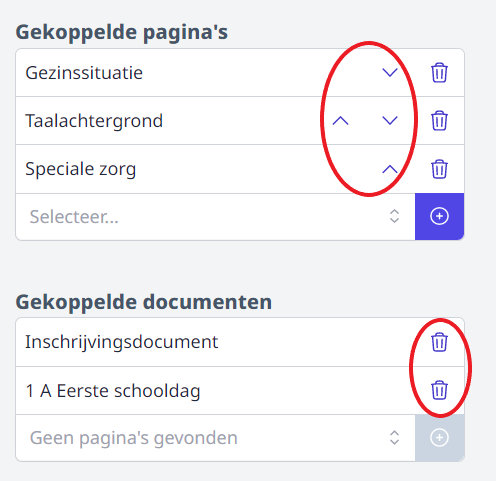 Gekoppelde pagina's
Gezinssituatie
Taalachtergrond
Speciale zorg
Selecteer...
Gekoppelde documenten
Inschrijvingsdocument
1 A Eerste schooldag
Geen pagina's gevonden